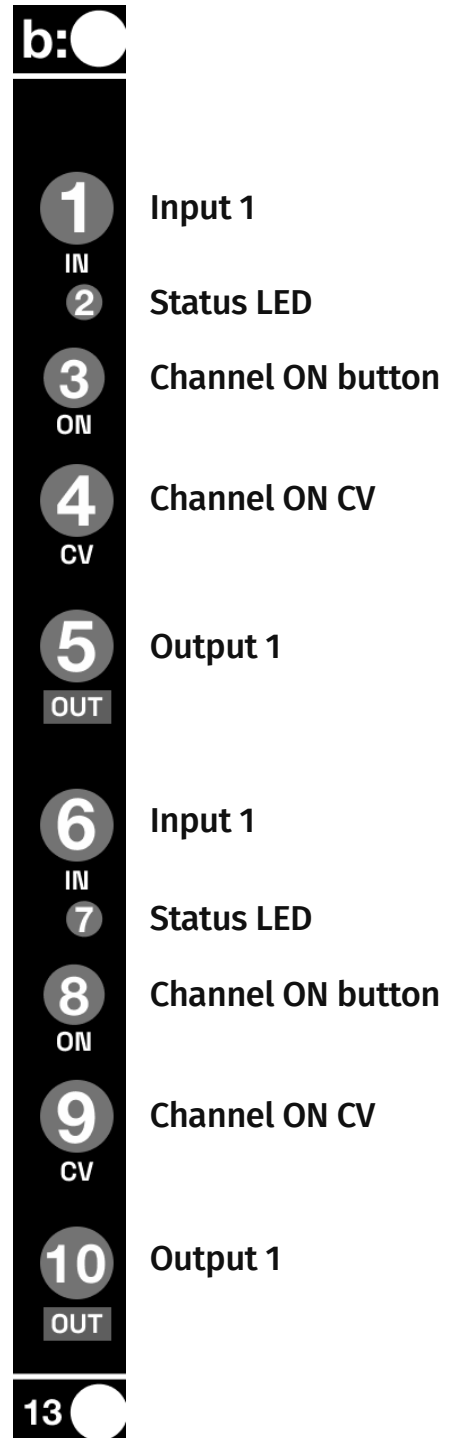 b:
1 Input 1
IN
2 Status LED
3 Channel ON button
ON
4 Channel ON CV
CV
5 Output 1
OUT
6 Input 1
IN
7 Status LED
8 Channel ON button
ON
9 Channel ON CV
CV
10 Output 1
OUT
13